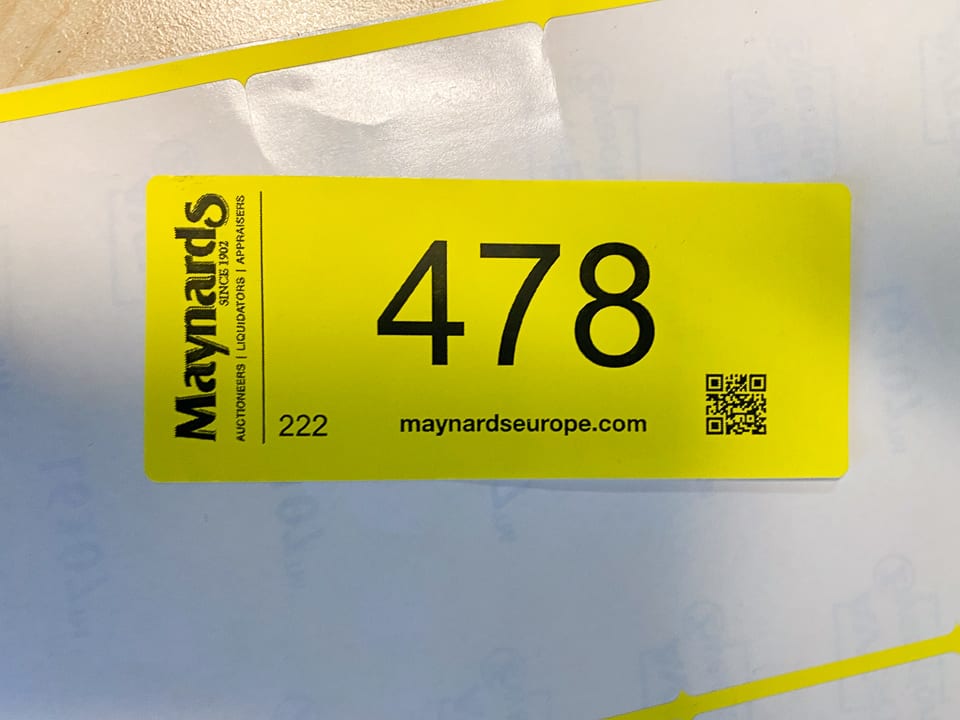 Maynards
SINCE 1902
AUCTIONEERS | LIQUIDATORS | APPRAISERS
478
222
maynardseurope.com